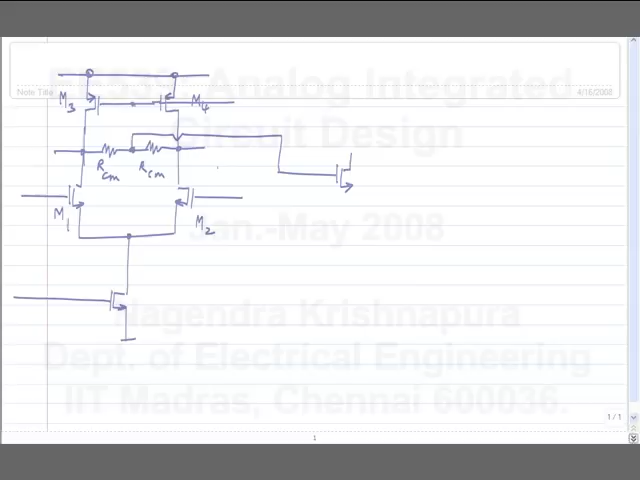 EE539: Analog Integrated
Circuit Design
Note Title
4/16/2008
M3
M4
Rcm
Rcm
M1
M2
Jan.-May 2008
Nagendra Krishnapura
Dept. of Electrical Engineering
IIT Madras, Chennai 600036.
1 / 1
1